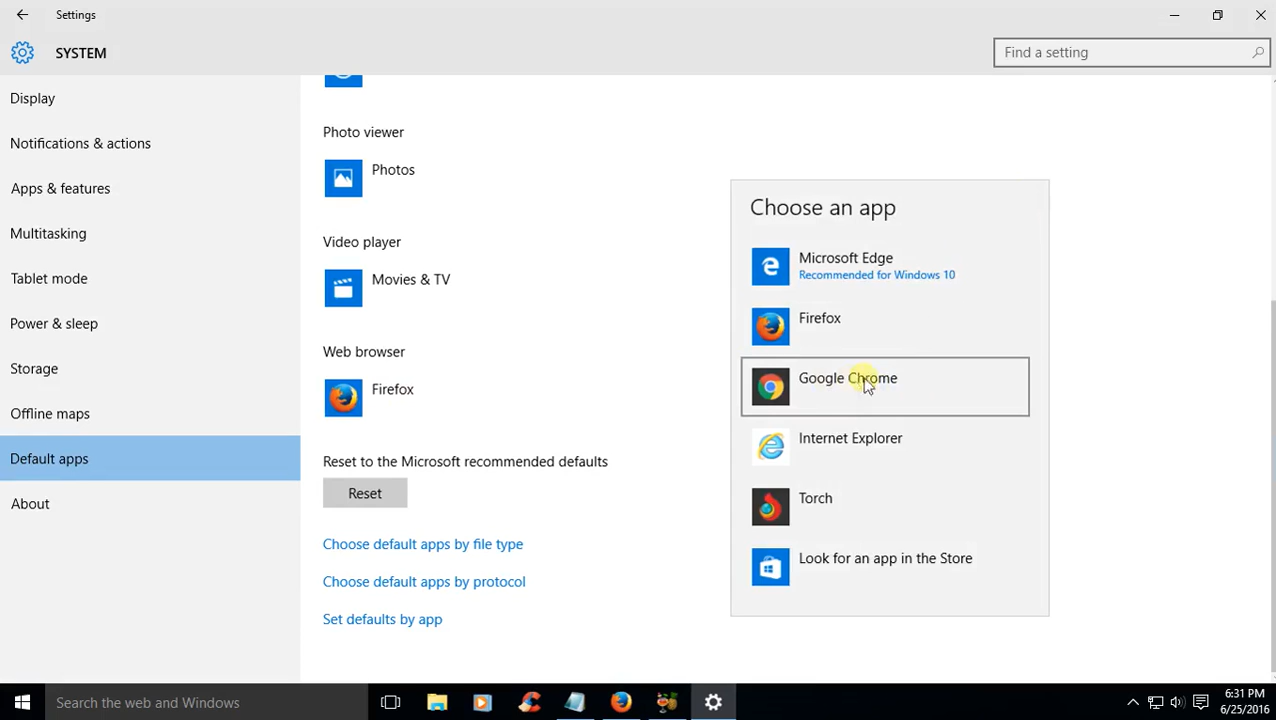 Settings
SYSTEM
Find a setting
Display
Notifications & actions
Apps & features
Multitasking
Tablet mode
Power & sleep
Storage
Offline maps
Default apps
About
Photo viewer
Photos
Video player
Movies & TV
Web browser
Firefox
Reset to the Microsoft recommended defaults
Reset
Choose default apps by file type
Choose default apps by protocol
Set defaults by app
Choose an app
Microsoft Edge
Recommended for Windows 10
Firefox
Google Chrome
Internet Explorer
Torch
Look for an app in the Store
Search the web and Windows
6:31 PM
6/25/2016